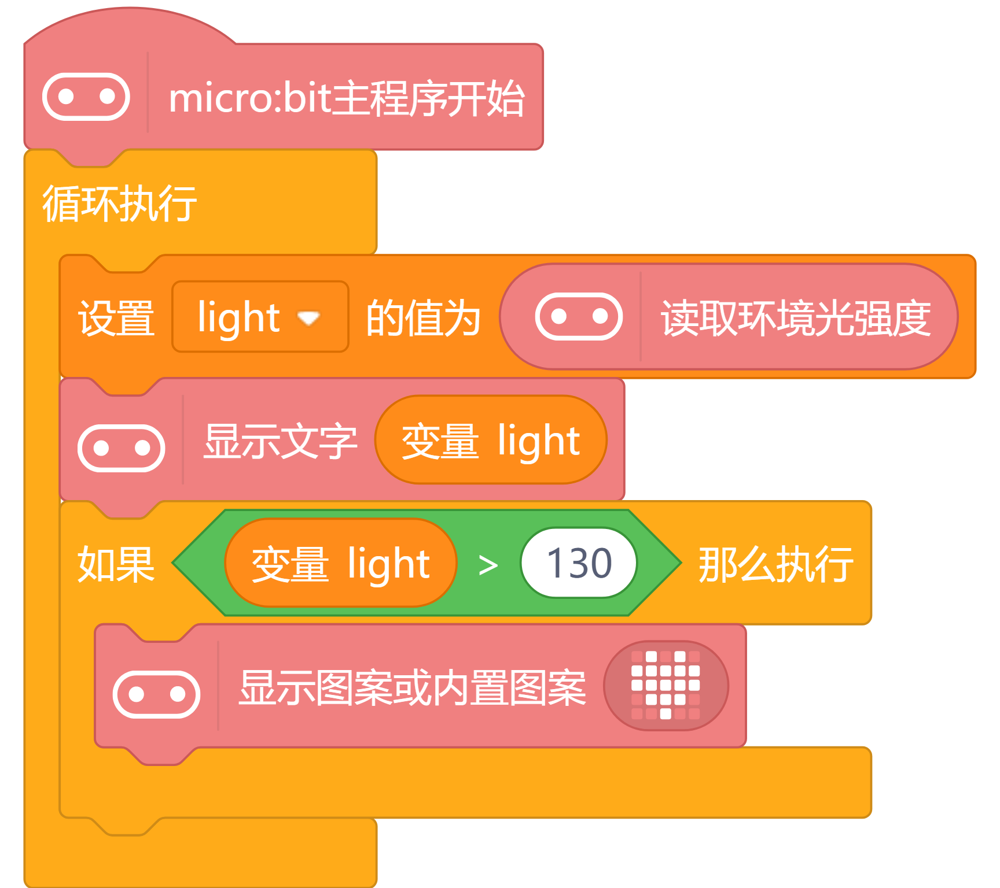 micro:bit主程序开始
循环执行
设置 light 的值为 读取环境光强度
显示文字 变量 light
如果 变量 light > 130 那么执行
显示图案或内置图案